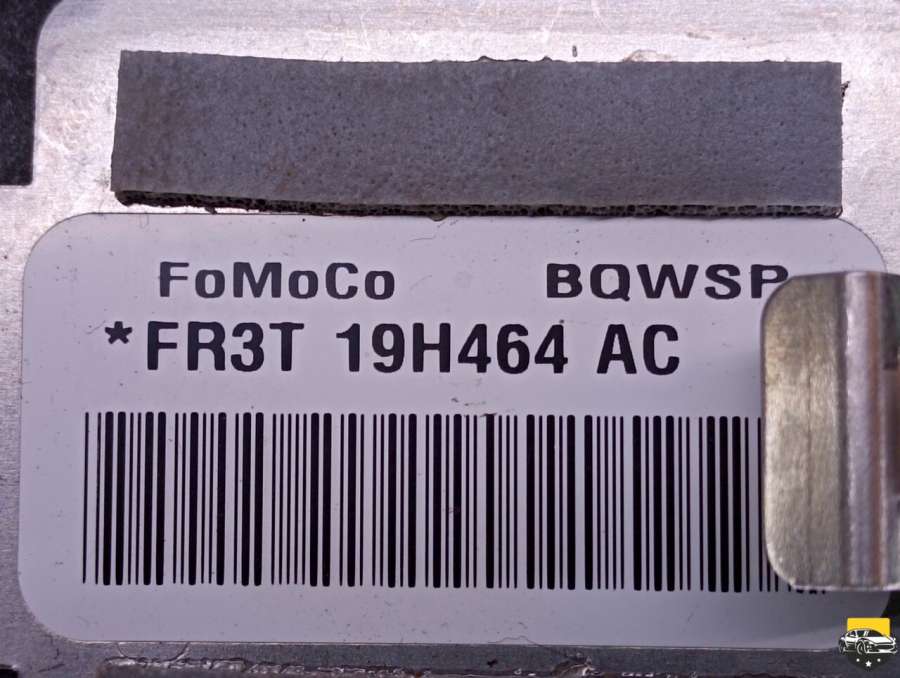 FoMoCo BQWSP
*FR3T 19H464 AC